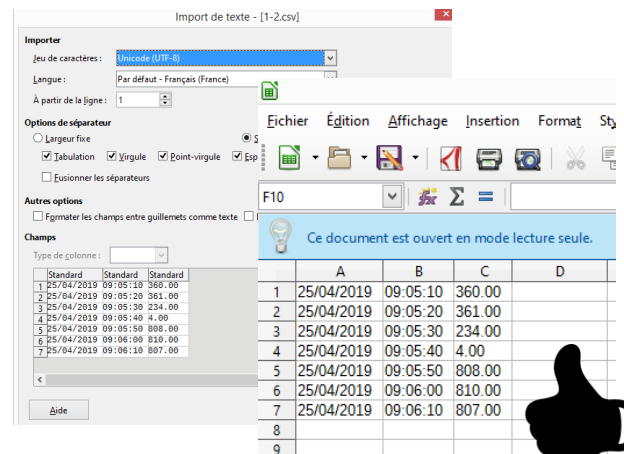 Import de texte - [1-2.csv]
Importer
Jeu de caractères : Unicode (UTF-8)
Langue : Par défaut - Français (France)
À partir de la ligne : 1
Options de séparateur
Largeur fixe
Tabulation Virgule Point-virgule Esp
Fusionner les séparateurs
Autres options
Formater les champs entre guillemets comme texte
Champs
Type de colonne :
Standard Standard Standard
1 25/04/2019 09:05:10 360.00
2 25/04/2019 09:05:20 361.00
3 25/04/2019 09:05:30 234.00
4 25/04/2019 09:05:40 4.00
5 25/04/2019 09:05:50 808.00
6 25/04/2019 09:06:00 810.00
7 25/04/2019 09:06:10 807.00
Aide
Fichier Édition Affichage Insertion Format Sty
F10
Ce document est ouvert en mode lecture seule.
A B C D
1 25/04/2019 09:05:10 360.00
2 25/04/2019 09:05:20 361.00
3 25/04/2019 09:05:30 234.00
4 25/04/2019 09:05:40 4.00
5 25/04/2019 09:05:50 808.00
6 25/04/2019 09:06:00 810.00
7 25/04/2019 09:06:10 807.00
8
9